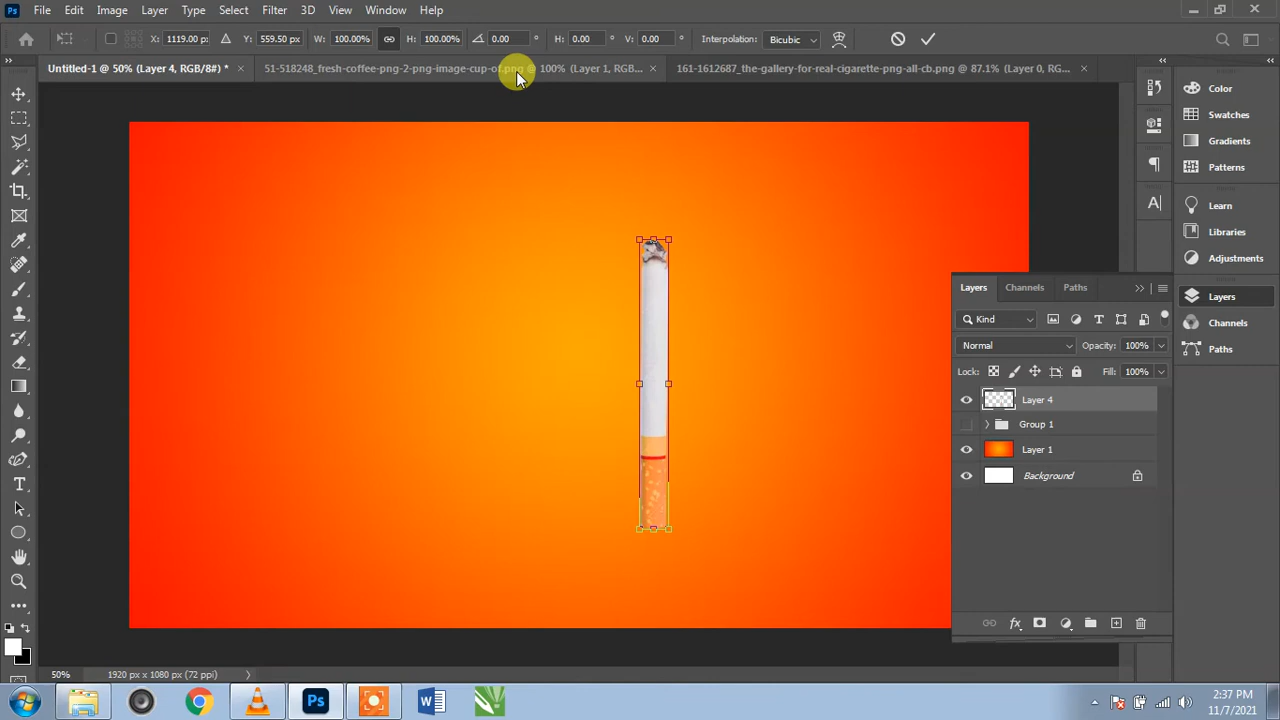 Ps File Edit Image Layer Type Select Filter 3D View Window Help
X: 1119.00 px Y: 559.50 px W: 100.00% H: 100.00% 0.00 ° H: 0.00 ° V: 0.00 ° Interpolation: Bicubic
Untitled-1 @ 50% (Layer 4, RGB/8#) * × 51-518248_fresh-coffee-png-2-png-image-cup-of.png @ 100% (Layer 1, RGB... × 161-1612687_the-gallery-for-real-cigarette-png-all-cb.png @ 87.1% (Layer 0, RG... ×
Color
Swatches
Gradients
Patterns
Learn
Libraries
Adjustments
Layers
Channels
Paths
Layers Channels Paths
Kind
Normal Opacity: 100%
Lock: Fill: 100%
Layer 4
Group 1
Layer 1
Background
fx
50% 1920 px x 1080 px (72 ppi)
Ps W 2:37 PM
11/7/2021